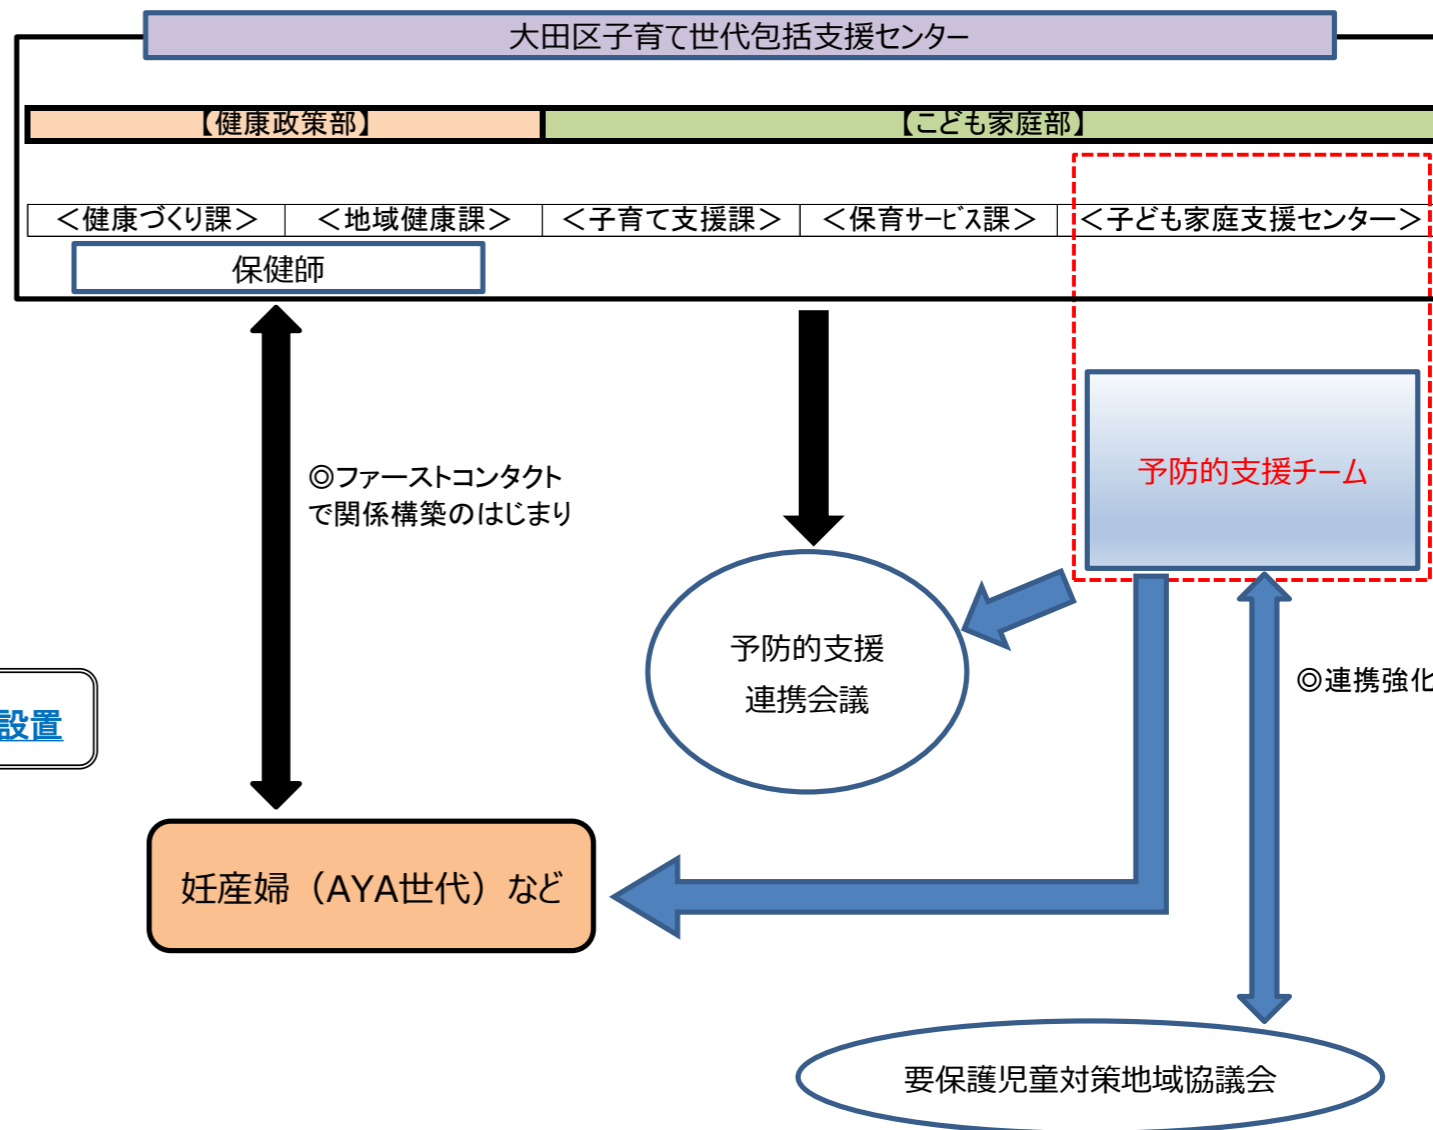 大田区子育て世代包括支援センター
【健康政策部】
【こども家庭部】
＜健康づくり課＞
＜地域健康課＞
＜子育て支援課＞
＜保育サービス課＞
＜子ども家庭支援センター＞
保健師
◎ファーストコンタクト
で関係構築のはじまり
予防的支援チーム
予防的支援
連携会議
◎連携強化
設置
妊産婦（AYA世代）など
要保護児童対策地域協議会